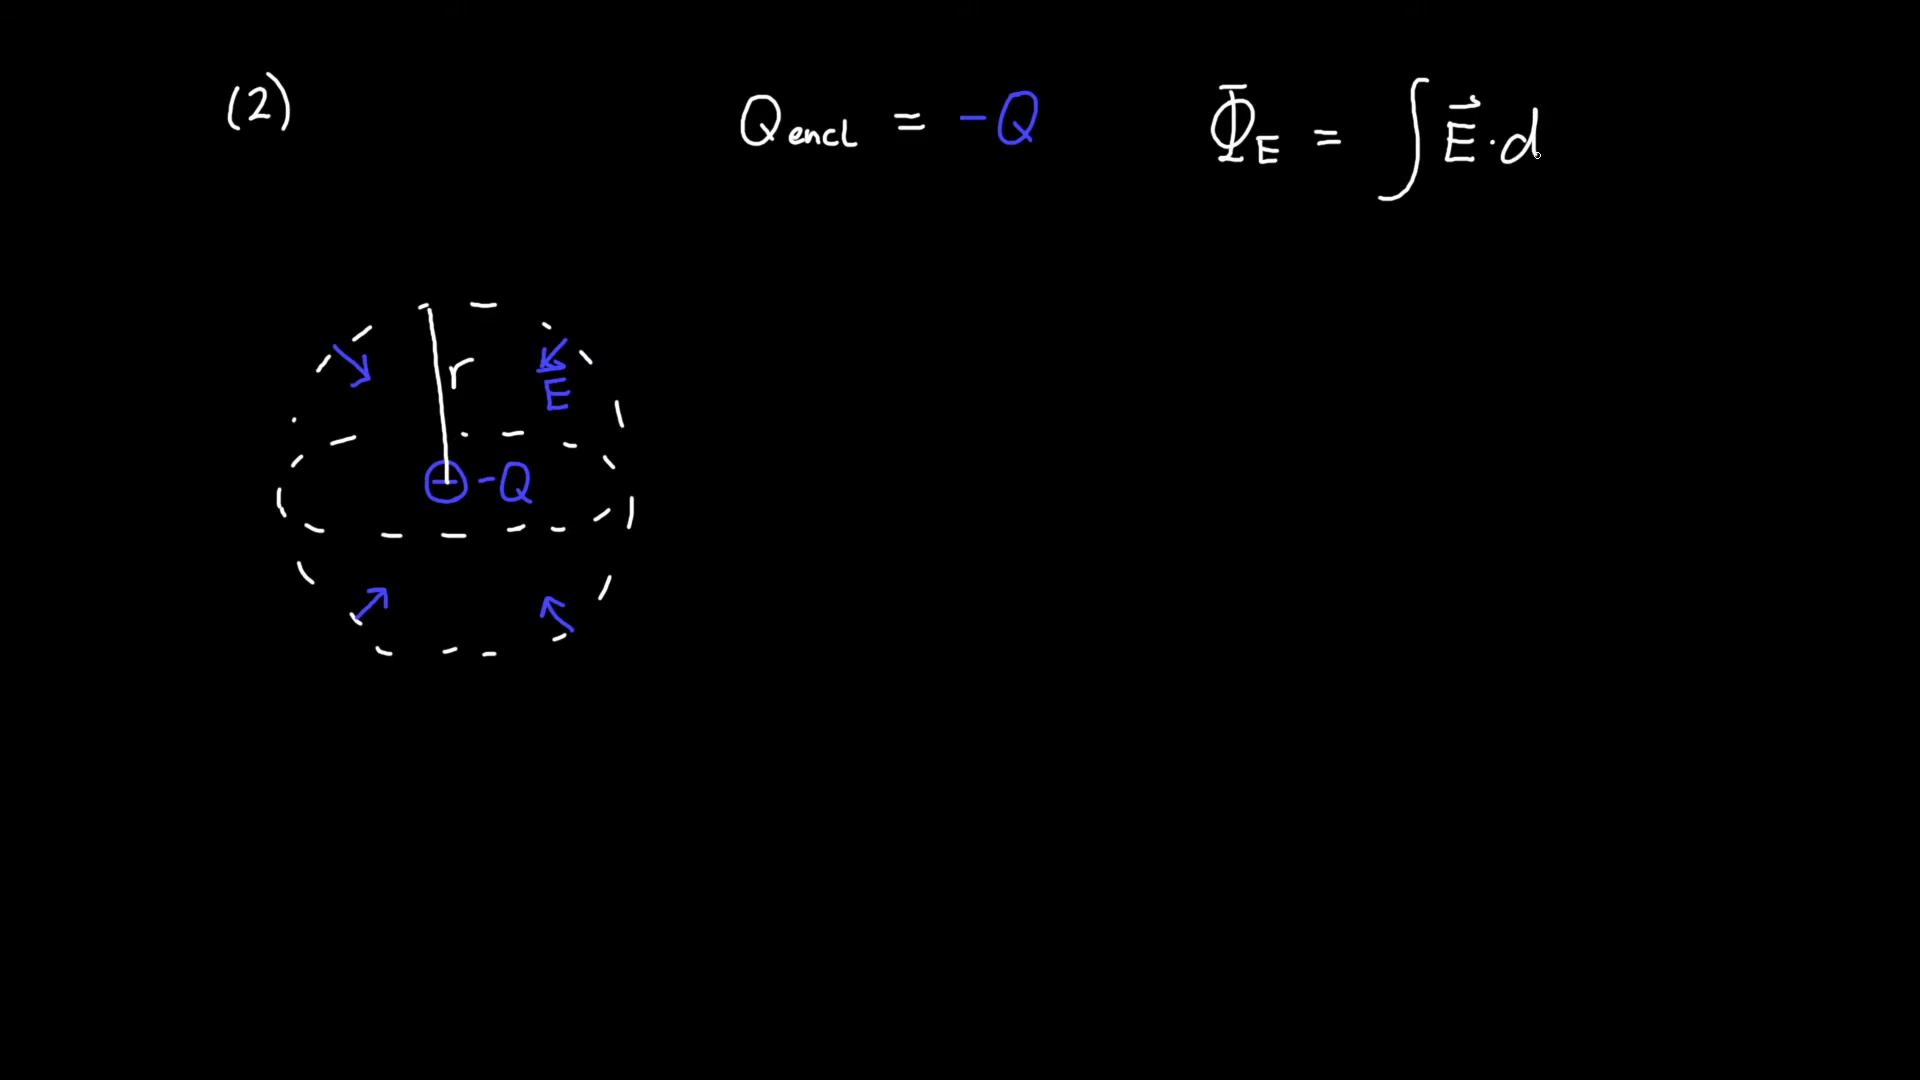 (2) Q_encl = -Q Φ_E = ∫ E⃗ · d
r
E⃗
-Q